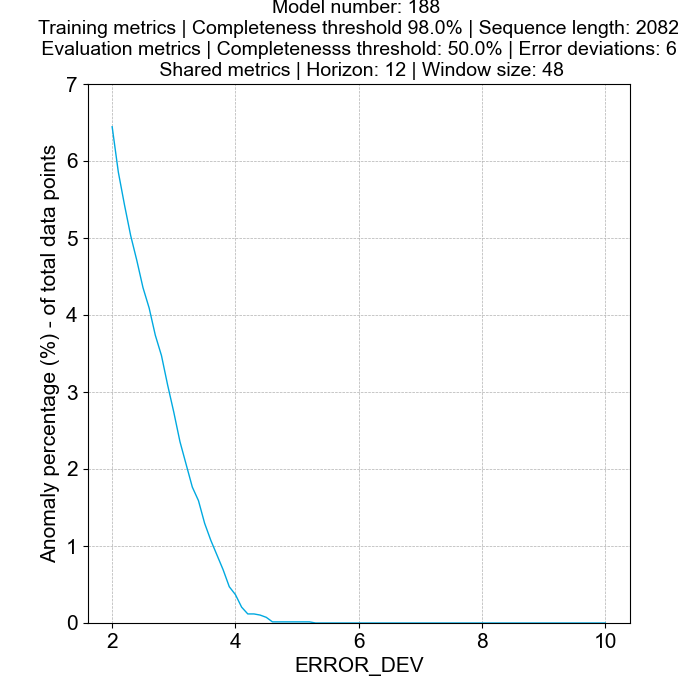 Model number: 188
Training metrics | Completeness threshold 98.0% | Sequence length: 2082
Evaluation metrics | Completenesss threshold: 50.0% | Error deviations: 6
Shared metrics | Horizon: 12 | Window size: 48
7
6
5
4
3
2
1
0
Anomaly percentage (%) - of total data points
2 4 6 8 10
ERROR_DEV